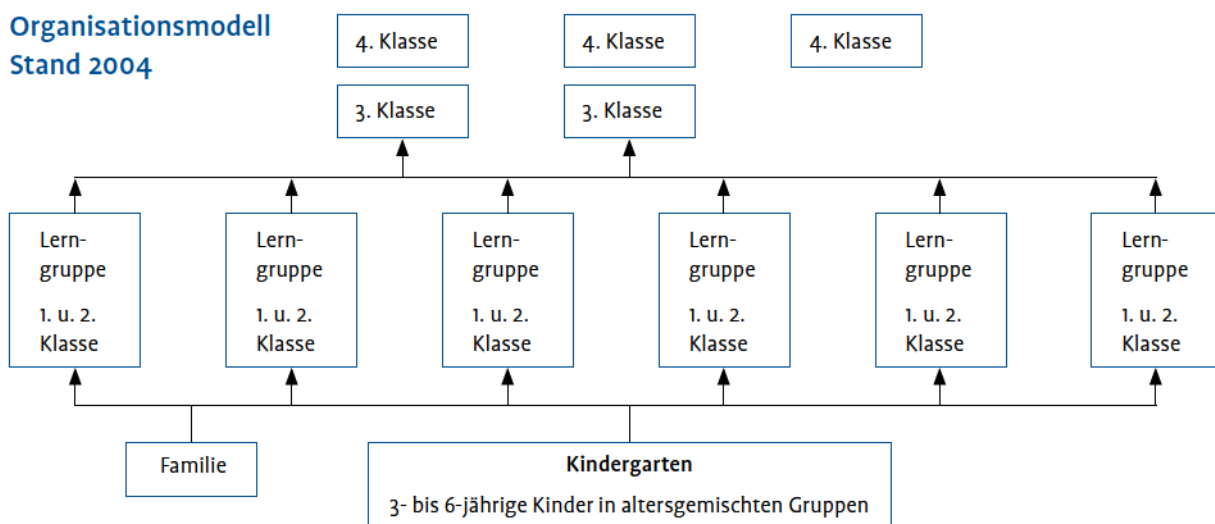 Organisationsmodell
Stand 2004
4. Klasse
4. Klasse
4. Klasse
3. Klasse
3. Klasse
Lern-
gruppe
1. u. 2.
Klasse
Lern-
gruppe
1. u. 2.
Klasse
Lern-
gruppe
1. u. 2.
Klasse
Lern-
gruppe
1. u. 2.
Klasse
Lern-
gruppe
1. u. 2.
Klasse
Lern-
gruppe
1. u. 2.
Klasse
Familie
Kindergarten
3- bis 6-jährige Kinder in altersgemischten Gruppen